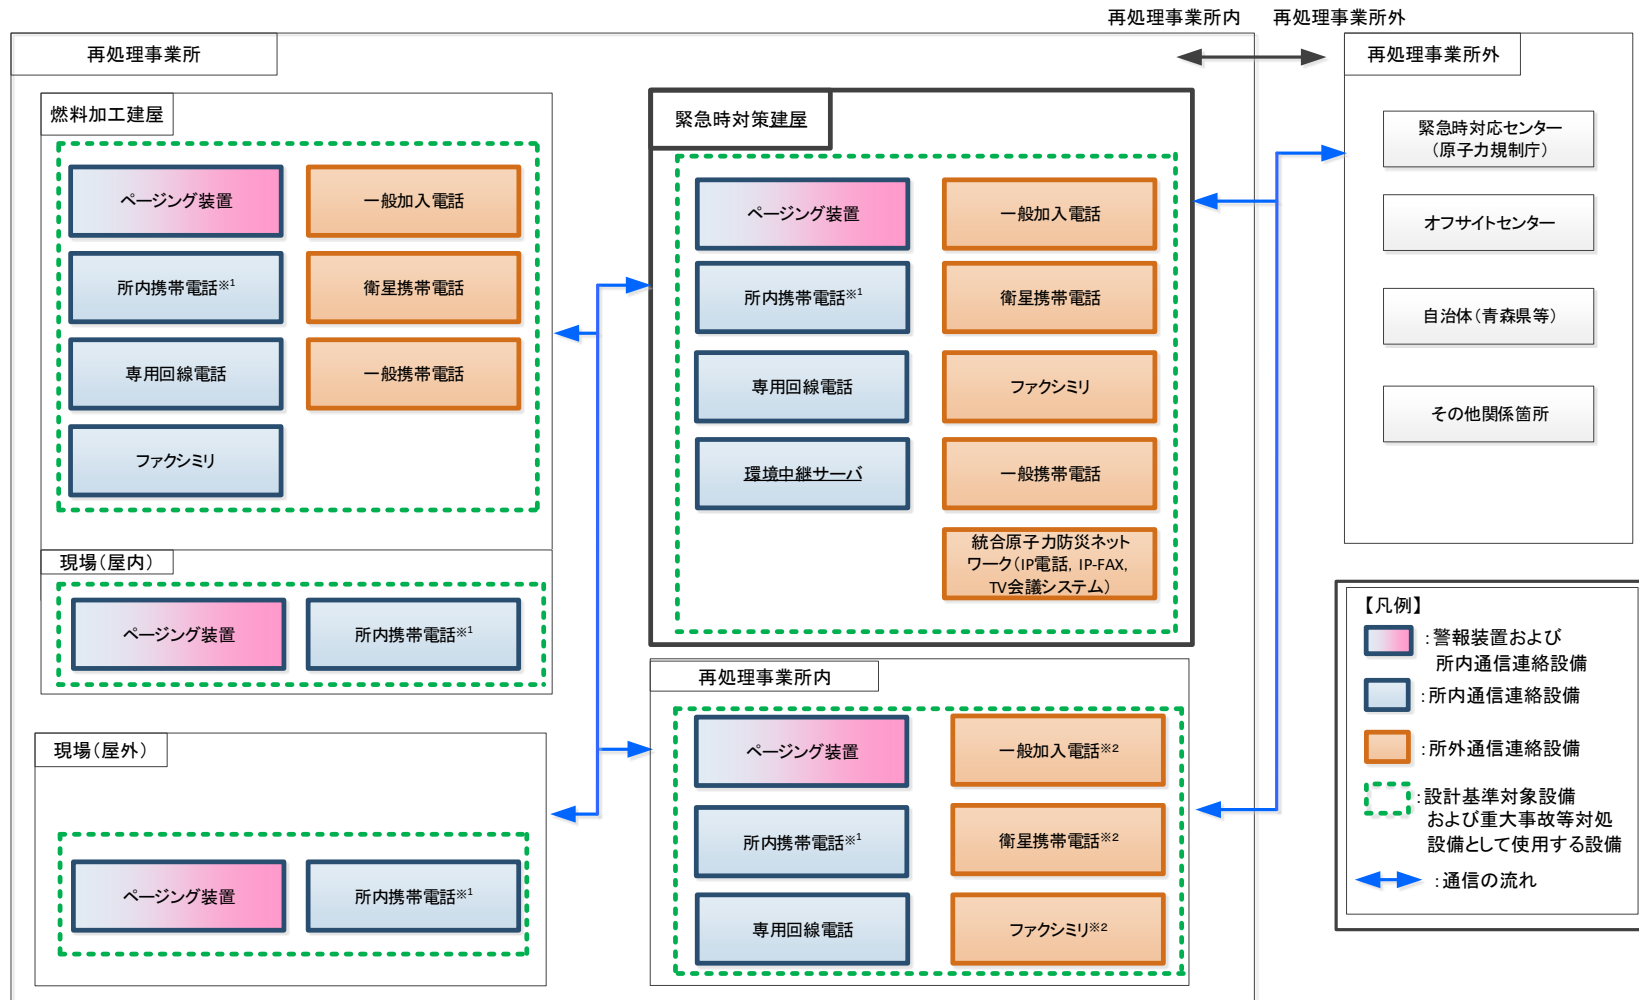 再処理事業所内
再処理事業所外
再処理事業所
再処理事業所外
燃料加工建屋
ページング装置
一般加入電話
所内携帯電話※1
衛星携帯電話
専用回線電話
一般携帯電話
ファクシミリ
現場(屋内)
ページング装置
所内携帯電話※1
現場(屋外)
ページング装置
所内携帯電話※1
緊急時対策建屋
ページング装置
一般加入電話
所内携帯電話※1
衛星携帯電話
専用回線電話
ファクシミリ
環境中継サーバ
一般携帯電話
統合原子力防災ネット
ワーク(IP電話, IP-FAX,
TV会議システム)
再処理事業所内
ページング装置
一般加入電話※2
所内携帯電話※1
衛星携帯電話※2
専用回線電話
ファクシミリ※2
緊急時対応センター
(原子力規制庁)
オフサイトセンター
自治体(青森県等)
その他関係箇所
【凡例】
:警報装置および
所内通信連絡設備
:所内通信連絡設備
:所外通信連絡設備
:設計基準対象設備
および重大事故等対処
設備として使用する設備
:通信の流れ